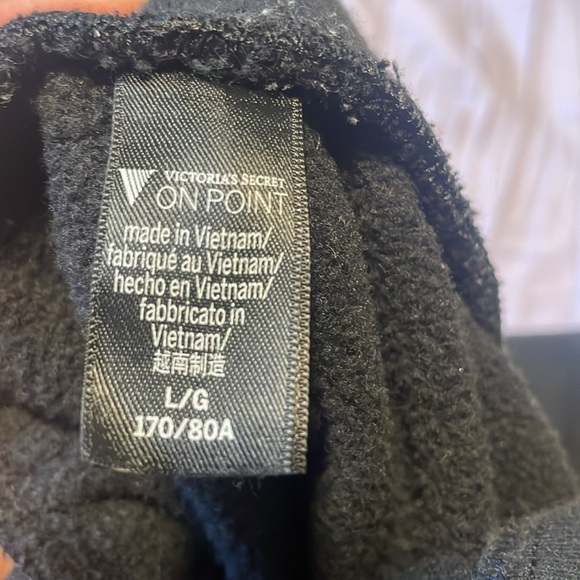 VICTORIA'S SECRET
ON POINT
made in Vietnam/
fabriqué au Vietnam/
hecho en Vietnam/
fabbricato in
Vietnam/
越南制造
L/G
170/80A